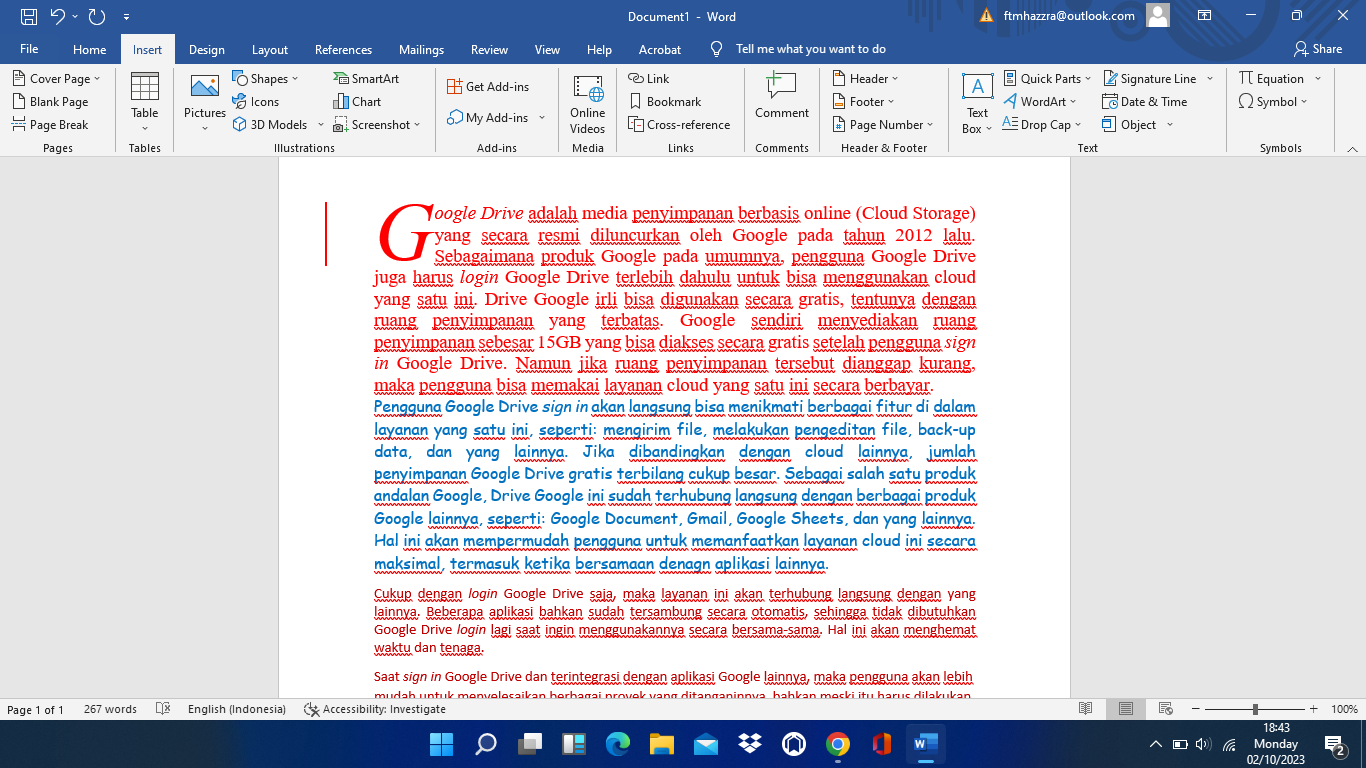 Document1 - Word
ftmhazzra@outlook.com
File Home Insert Design Layout References Mailings Review View Help Acrobat Tell me what you want to do Share
Cover Page
Blank Page
Page Break
Pages
Table
Tables
Pictures
Shapes
Icons
3D Models
SmartArt
Chart
Screenshot
Illustrations
Get Add-ins
My Add-ins
Add-ins
Online
Videos
Media
Link
Bookmark
Cross-reference
Links
Comment
Comments
Header
Footer
Page Number
Header & Footer
Text
Box
Quick Parts
WordArt
Drop Cap
Signature Line
Date & Time
Object
Text
Equation
Symbol
Symbols
Google Drive adalah media penyimpanan berbasis online (Cloud Storage)
yang secara resmi diluncurkan oleh Google pada tahun 2012 lalu.
Sebagaimana produk Google pada umumnya, pengguna Google Drive
juga harus login Google Drive terlebih dahulu untuk bisa menggunakan cloud
yang satu ini. Drive Google irli bisa digunakan secara gratis, tentunya dengan
ruang penyimpanan yang terbatas. Google sendiri menyediakan ruang
penyimpanan sebesar 15GB yang bisa diakses secara gratis setelah pengguna sign
in Google Drive. Namun jika ruang penyimpanan tersebut dianggap kurang,
maka pengguna bisa memakai layanan cloud yang satu ini secara berbayar.
Pengguna Google Drive sign in akan langsung bisa menikmati berbagai fitur di dalam
layanan yang satu ini, seperti: mengirim file, melakukan pengeditan file, back-up
data, dan yang lainnya. Jika dibandingkan dengan cloud lainnya, jumlah
penyimpanan Google Drive gratis terbilang cukup besar. Sebagai salah satu produk
andalan Google, Drive Google ini sudah terhubung langsung dengan berbagai produk
Google lainnya, seperti: Google Document, Gmail, Google Sheets, dan yang lainnya.
Hal ini akan mempermudah pengguna untuk memanfaatkan layanan cloud ini secara
maksimal, termasuk ketika bersamaan denagn aplikasi lainnya.
Cukup dengan login Google Drive saja, maka layanan ini akan terhubung langsung dengan yang
lainnya. Beberapa aplikasi bahkan sudah tersambung secara otomatis, sehingga tidak dibutuhkan
Google Drive login lagi saat ingin menggunakannya secara bersama-sama. Hal ini akan menghemat
waktu dan tenaga.
Saat sign in Google Drive dan terintegrasi dengan aplikasi Google lainnya, maka pengguna akan lebih
mudah untuk menyelesaikan berbagai proyek yang ditanganinnya, bahkan meski itu harus dilakukan
Page 1 of 1 267 words English (Indonesia) Accessibility: Investigate 100%
18:43
Monday
02/10/2023
2